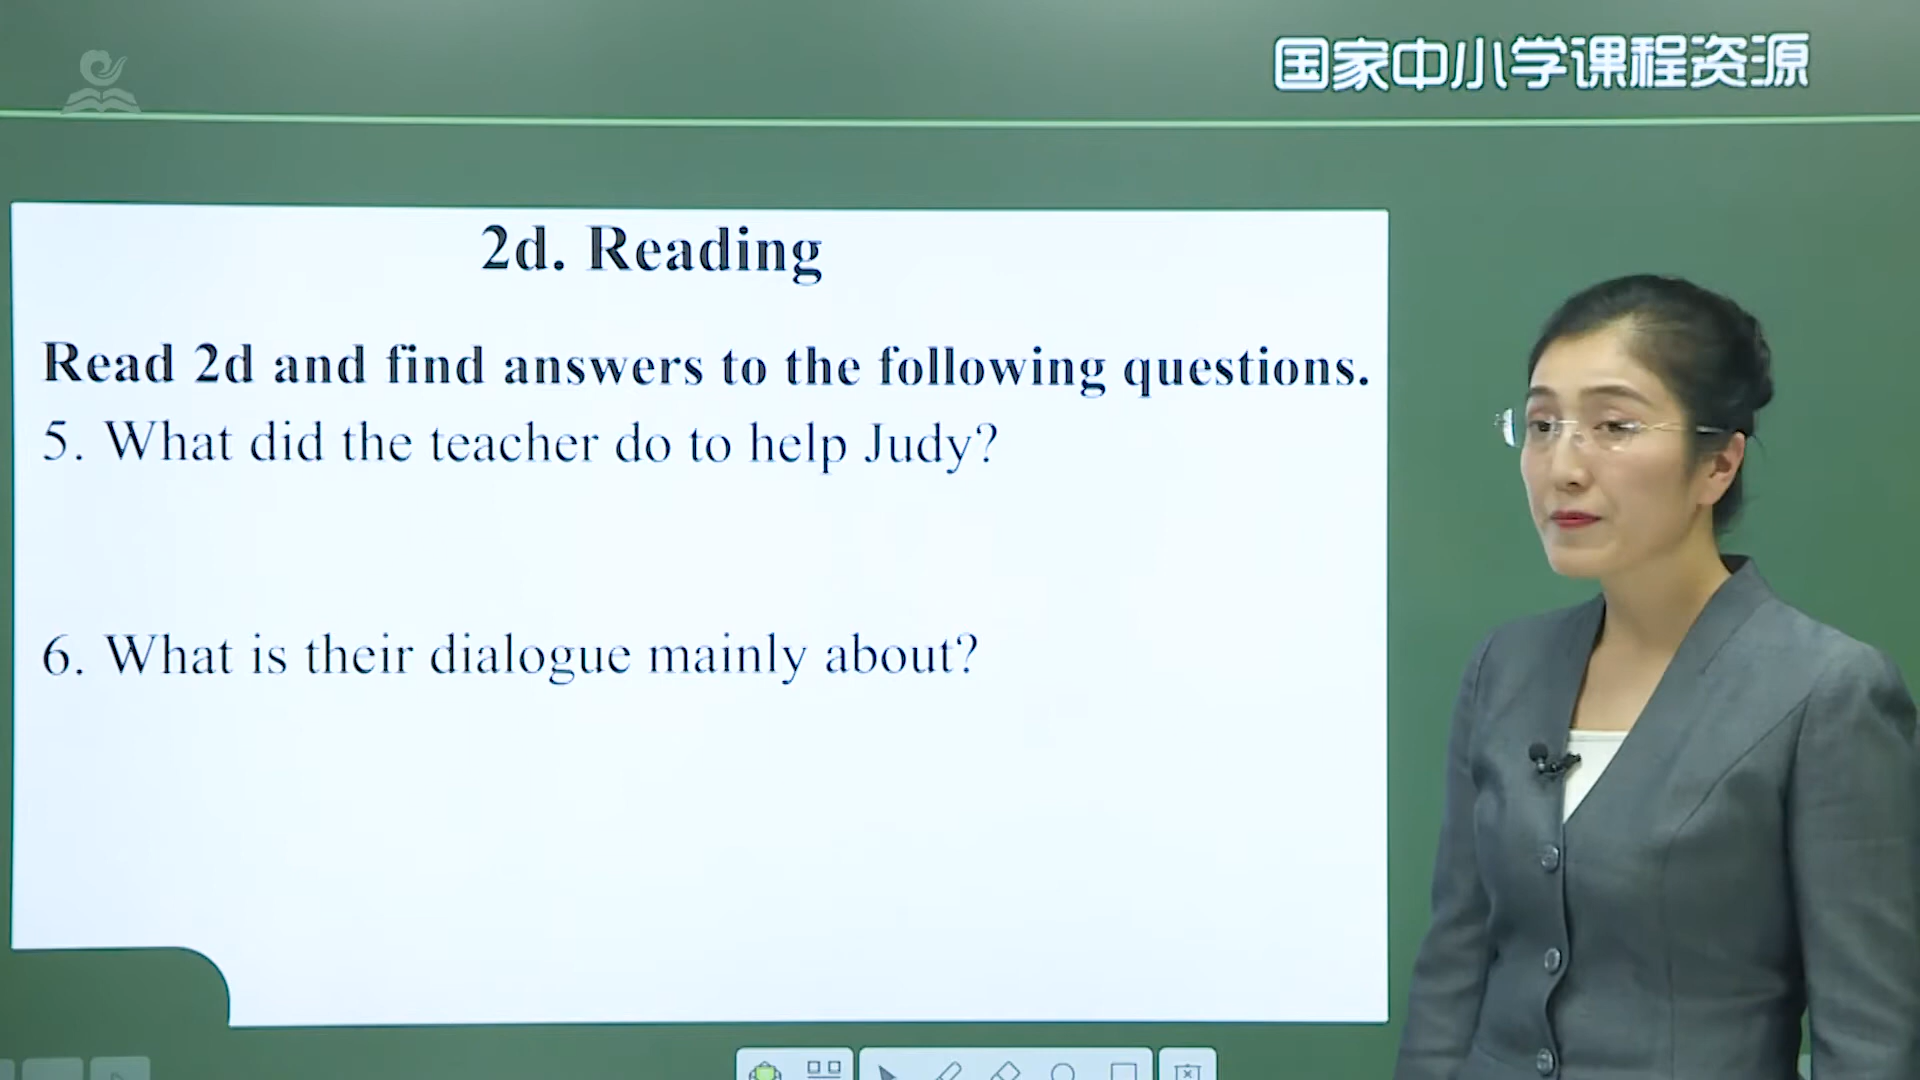 国家中小学课程资源
2d. Reading
Read 2d and find answers to the following questions.
5. What did the teacher do to help Judy?
6. What is their dialogue mainly about?